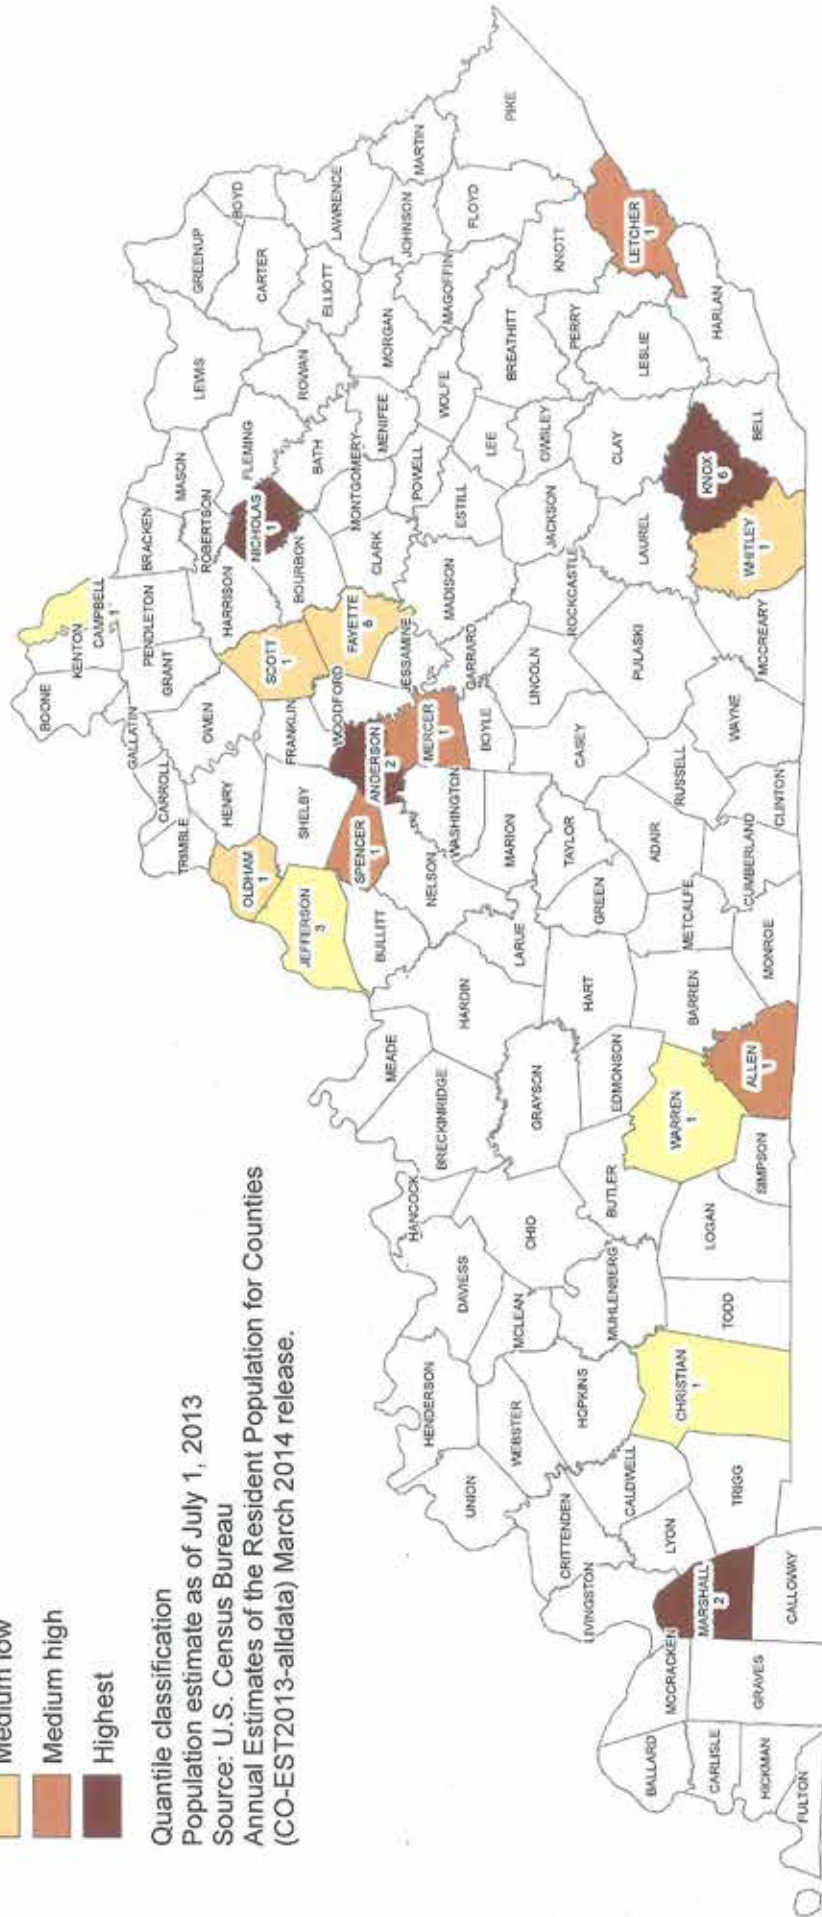 Medium low
Medium high
Highest
Quantile classification
Population estimate as of July 1, 2013
Source: U.S. Census Bureau
Annual Estimates of the Resident Population for Counties
(CO-EST2013-alldata) March 2014 release.
BOONE
KENTON
CAMPBELL
1
GALLATIN
PENDLETON
GRANT
BRACKEN
MASON
ROBERTSON
LEWIS
GREENUP
BOYD
CARTER
CARROLL
TRIMBLE
OWEN
HENRY
HARRISON
NICHOLAS
1
FLEMING
ROWAN
ELLIOTT
LAWRENCE
OLDHAM
1
SCOTT
1
BOURBON
BATH
FRANKLIN
SHELBY
JEFFERSON
3
WOODFORD
FAYETTE
6
CLARK
MONTGOMERY
MENIFEE
MORGAN
JOHNSON
MARTIN
SPENCER
1
ANDERSON
2
BULLITT
MERCER
1
JESSAMINE
POWELL
WOLFE
MAGOFFIN
FLOYD
PIKE
MEADE
NELSON
WASHINGTON
MADISON
ESTILL
LEE
BREATHITT
KNOTT
HANCOCK
BRECKINRIDGE
HARDIN
BOYLE
GARRARD
OWSLEY
PERRY
LETCHER
1
HENDERSON
DAVIESS
LARUE
MARION
LINCOLN
ROCKCASTLE
JACKSON
CLAY
LESLIE
HARLAN
UNION
WEBSTER
MCLEAN
OHIO
GRAYSON
HART
GREEN
TAYLOR
CASEY
PULASKI
LAUREL
KNOX
6
BELL
CRITTENDEN
HOPKINS
MUHLENBERG
BUTLER
EDMONSON
BARREN
METCALFE
ADAIR
RUSSELL
WAYNE
MCCREARY
WHITLEY
1
LIVINGSTON
CALDWELL
LYON
CHRISTIAN
1
TODD
LOGAN
WARREN
1
SIMPSON
ALLEN
1
MONROE
CUMBERLAND
CLINTON
BALLARD
MCCRACKEN
MARSHALL
2
TRIGG
CARLISLE
GRAVES
CALLOWAY
HICKMAN
FULTON